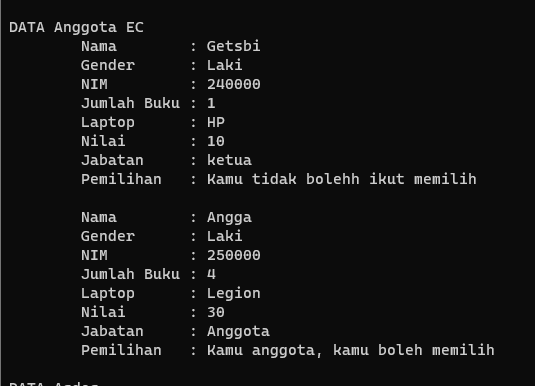 DATA Anggota EC
Nama : Getsbi
Gender : Laki
NIM : 240000
Jumlah Buku : 1
Laptop : HP
Nilai : 10
Jabatan : ketua
Pemilihan : Kamu tidak bolehh ikut memilih
Nama : Angga
Gender : Laki
NIM : 250000
Jumlah Buku : 4
Laptop : Legion
Nilai : 30
Jabatan : Anggota
Pemilihan : Kamu anggota, kamu boleh memilih
DATA